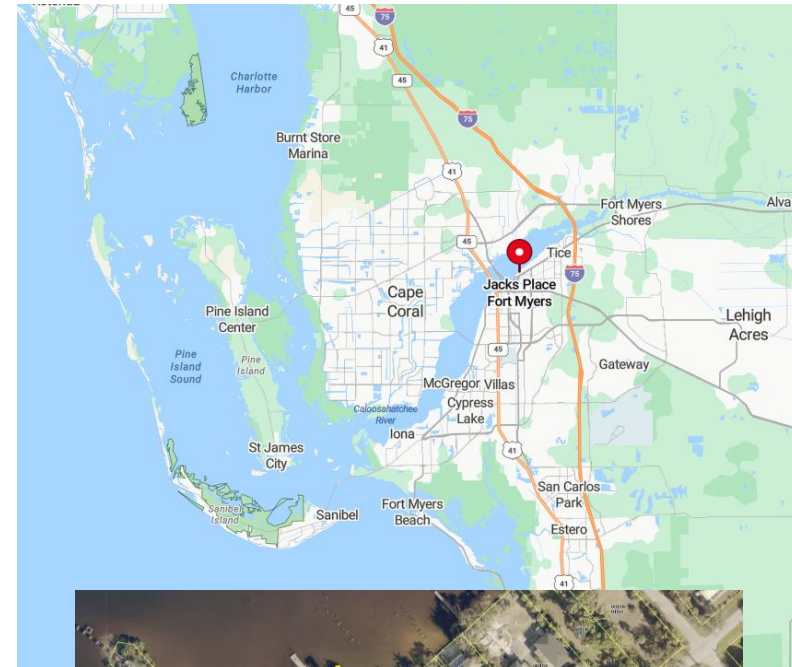 45
75
41
Charlotte
Harbor
45
75
Burnt Store
Marina
41
Fort Myers
Shores
Alva
45
Tice
75
Jacks Place
Fort Myers
Cape
Coral
Pine Island
Center
Lehigh
Acres
Pine
Island
Sound
Pine
Island
45
Gateway
McGregor Villas
Cypress
Lake
Caloosahatchee
River
Iona
St James
City
41
San Carlos
Park
Sanibel
Island
Sanibel
Fort Myers
Beach
Estero
41